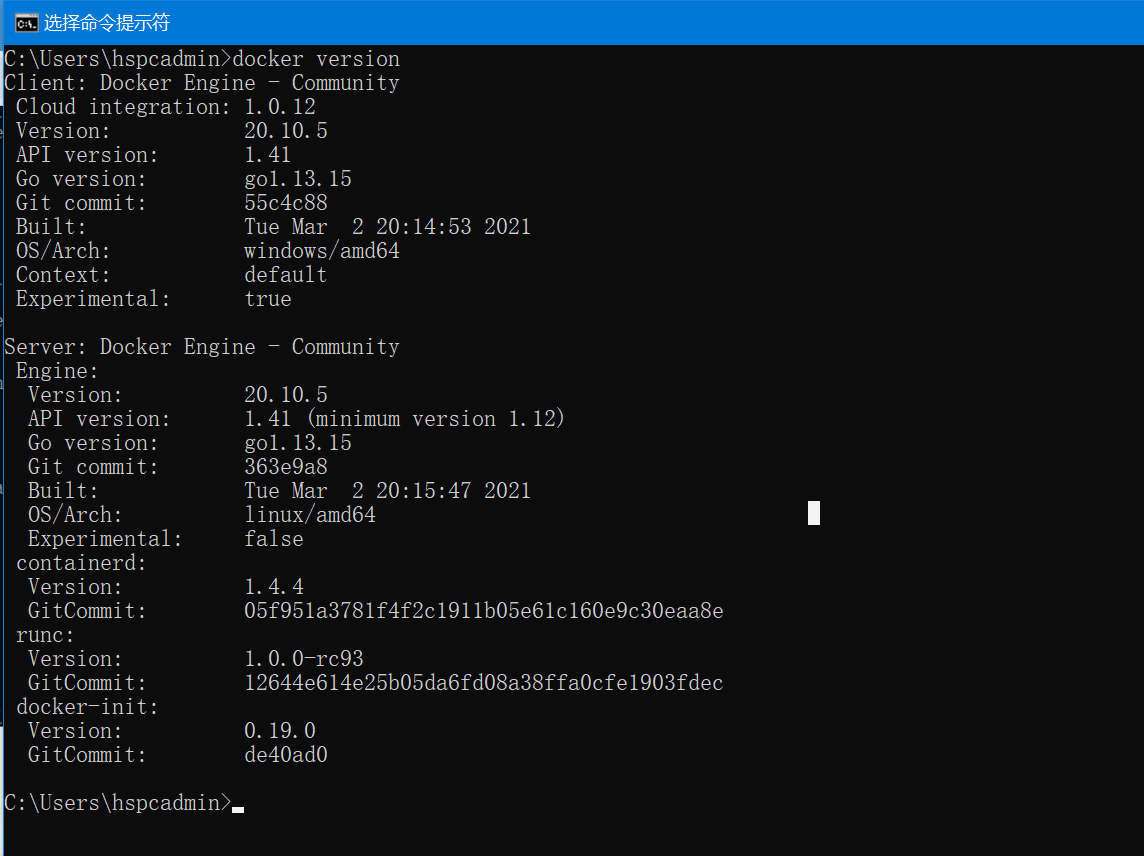 选择命令提示符
C:\Users\hspcadmin>docker version
Client: Docker Engine - Community
 Cloud integration: 1.0.12
 Version:           20.10.5
 API version:       1.41
 Go version:        go1.13.15
 Git commit:        55c4c88
 Built:             Tue Mar  2 20:14:53 2021
 OS/Arch:           windows/amd64
 Context:           default
 Experimental:      true
Server: Docker Engine - Community
 Engine:
  Version:          20.10.5
  API version:      1.41 (minimum version 1.12)
  Go version:       go1.13.15
  Git commit:       363e9a8
  Built:            Tue Mar  2 20:15:47 2021
  OS/Arch:          linux/amd64
  Experimental:     false
 containerd:
  Version:          1.4.4
  GitCommit:        05f951a3781f4f2c1911b05e61c160e9c30eaa8e
 runc:
  Version:          1.0.0-rc93
  GitCommit:        12644e614e25b05da6fd08a38ffa0cfe1903fdec
 docker-init:
  Version:          0.19.0
  GitCommit:        de40ad0
C:\Users\hspcadmin>